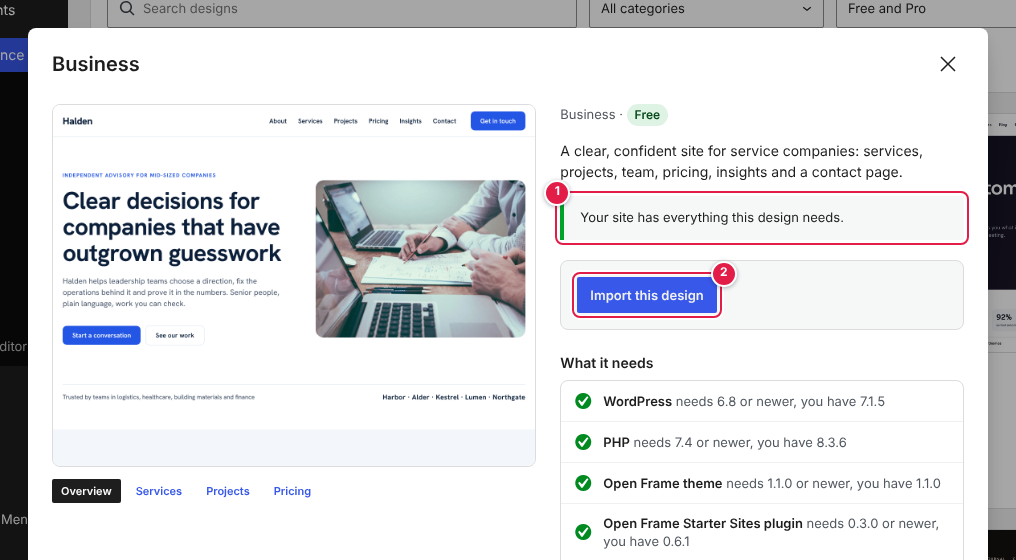 nts
Search designs
All categories
Free and Pro
nce
Business
Halden
About Services Projects Pricing Insights Contact Get in touch
INDEPENDENT ADVISORY FOR MID-SIZED COMPANIES
Clear decisions for
companies that have
outgrown guesswork
Halden helps leadership teams choose a direction, fix the
operations behind it and prove it in the numbers. Senior people,
plain language, work you can check.
Start a conversation See our work
Trusted by teams in logistics, healthcare, building materials and finance
Harbor · Alder · Kestrel · Lumen · Northgate
Overview Services Projects Pricing
Business · Free
A clear, confident site for service companies: services,
projects, team, pricing, insights and a contact page.
1
Your site has everything this design needs.
2
Import this design
What it needs
WordPress needs 6.8 or newer, you have 7.1.5
PHP needs 7.4 or newer, you have 8.3.6
Open Frame theme needs 1.1.0 or newer, you have 1.1.0
Open Frame Starter Sites plugin needs 0.3.0 or newer,
you have 0.6.1
ditor
Men
tom
92%